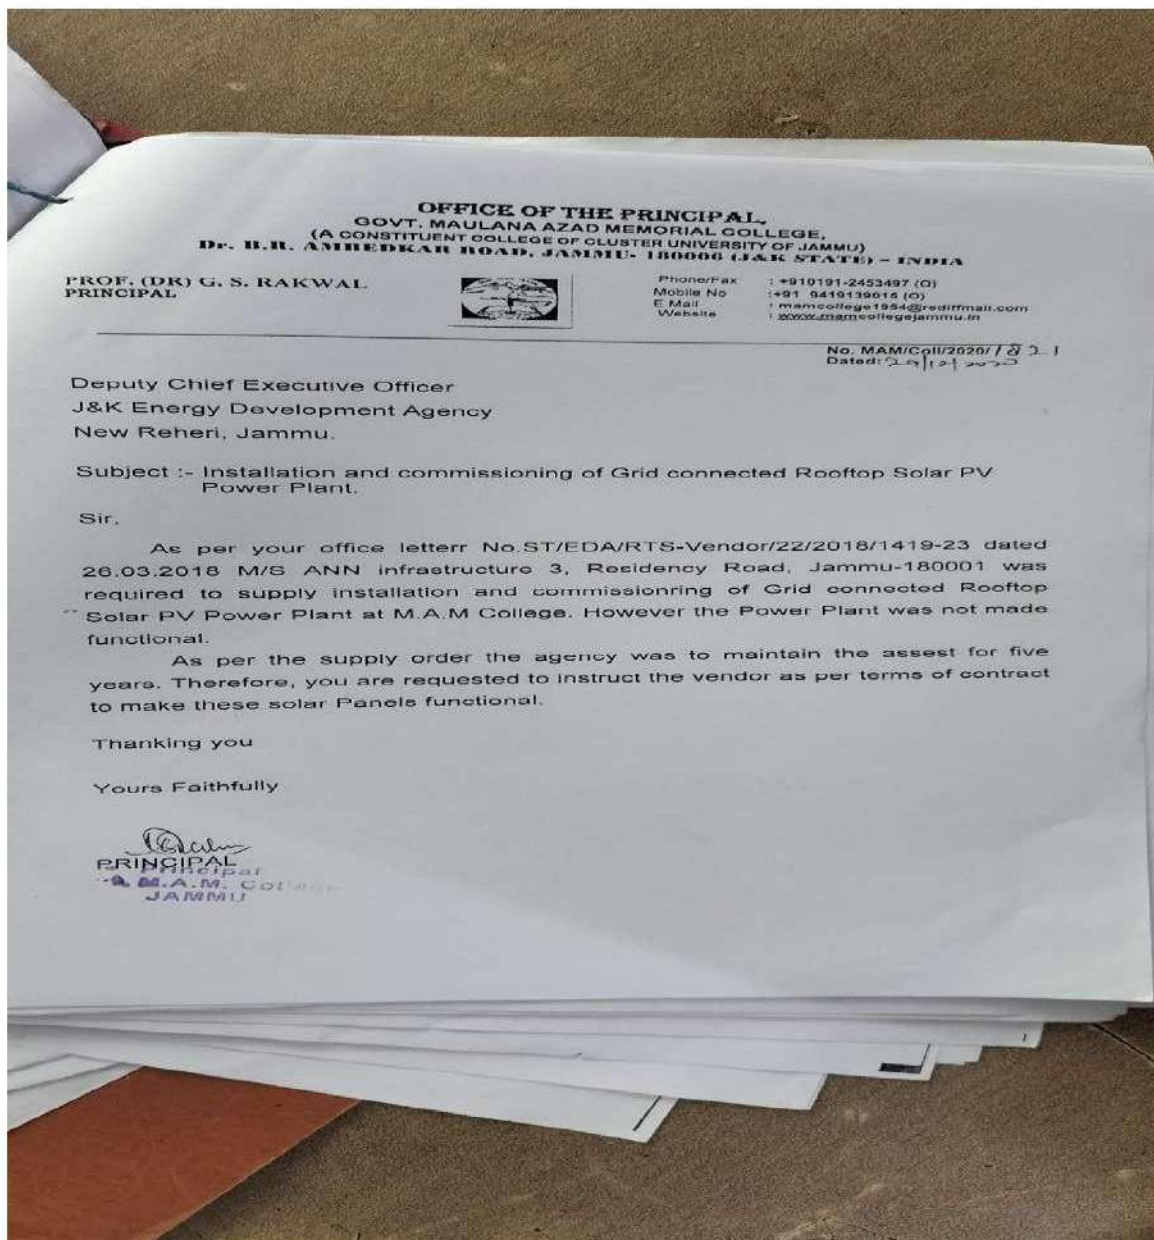 OFFICE OF THE PRINCIPAL,
GOVT. MAULANA AZAD MEMORIAL COLLEGE,
(A CONSTITUENT COLLEGE OF CLUSTER UNIVERSITY OF JAMMU)
Dr. B.R. AMBEDKAR ROAD, JAMMU- 180006 (J&K STATE) – INDIA
PROF. (DR) G. S. RAKWAL
PRINCIPAL
Phone/Fax : +910191-2453497 (O)
Mobile No :+91 9419139016 (O)
E Mail : mamcollege1954@rediffmail.com
Website : www.mamcollegejammu.in
No. MAM/Coll/2020/1821
Dated: 29/12/2020
Deputy Chief Executive Officer
J&K Energy Development Agency
New Reheri, Jammu.
Subject :- Installation and commissioning of Grid connected Rooftop Solar PV
Power Plant.
Sir,
As per your office letterr No.ST/EDA/RTS-Vendor/22/2018/1419-23 dated
26.03.2018 M/S ANN infrastructure 3, Residency Road, Jammu-180001 was
required to supply installation and commissionring of Grid connected Rooftop
Solar PV Power Plant at M.A.M College. However the Power Plant was not made
functional.
As per the supply order the agency was to maintain the assest for five
years. Therefore, you are requested to instruct the vendor as per terms of contract
to make these solar Panels functional.
Thanking you
Yours Faithfully
PRINCIPAL
Principal
M.A.M. College
JAMMU